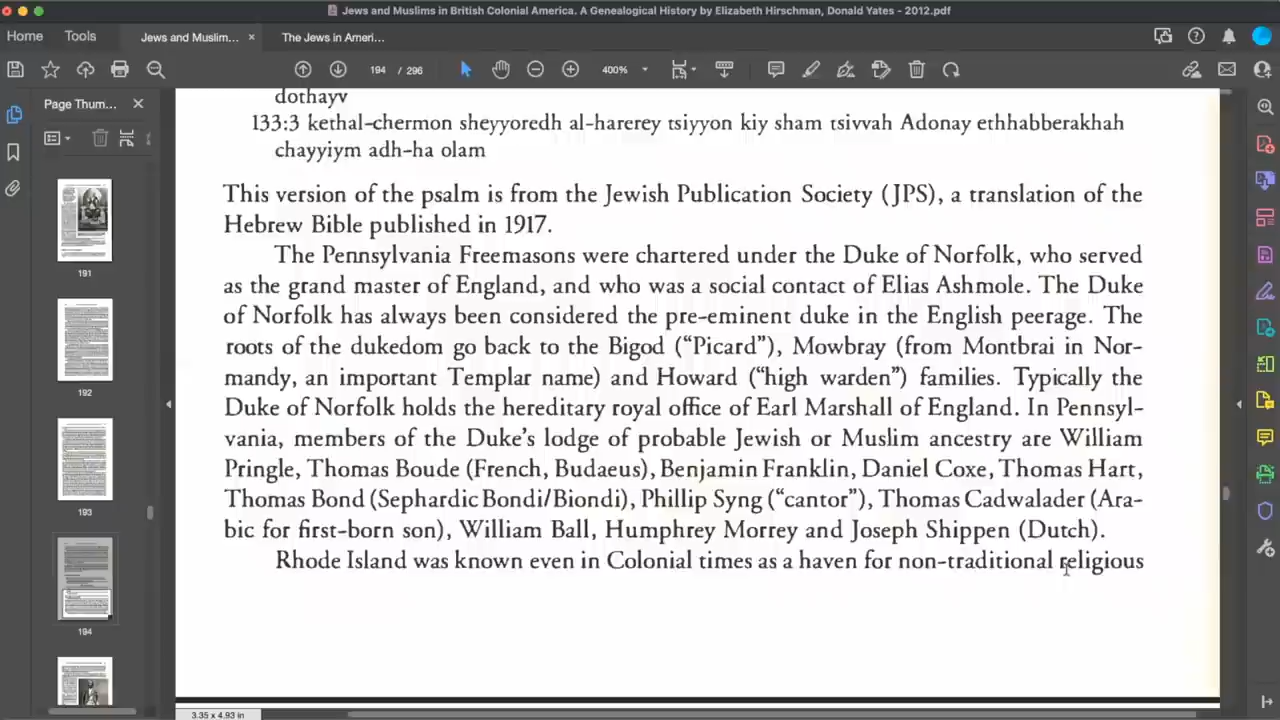 Jews and Muslims in British Colonial America. A Genealogical History by Elizabeth Hirschman, Donald Yates - 2012.pdf
Home Tools Jews and Muslim... × The Jews in Ameri...
194 / 296 400%
Page Thum...
dothayv
133:3 kethal-chermon sheyyoredh al-harerey tsiyyon kiy sham tsivvah Adonay ethhabberakhah
chayyiym adh-ha olam
This version of the psalm is from the Jewish Publication Society (JPS), a translation of the
Hebrew Bible published in 1917.
The Pennsylvania Freemasons were chartered under the Duke of Norfolk, who served
as the grand master of England, and who was a social contact of Elias Ashmole. The Duke
of Norfolk has always been considered the pre-eminent duke in the English peerage. The
roots of the dukedom go back to the Bigod (“Picard”), Mowbray (from Montbrai in Nor-
mandy, an important Templar name) and Howard (“high warden”) families. Typically the
Duke of Norfolk holds the hereditary royal office of Earl Marshall of England. In Pennsyl-
vania, members of the Duke’s lodge of probable Jewish or Muslim ancestry are William
Pringle, Thomas Boude (French, Budaeus), Benjamin Franklin, Daniel Coxe, Thomas Hart,
Thomas Bond (Sephardic Bondi/Biondi), Phillip Syng (“cantor”), Thomas Cadwalader (Ara-
bic for first-born son), William Ball, Humphrey Morrey and Joseph Shippen (Dutch).
Rhode Island was known even in Colonial times as a haven for non-traditional religious
191
192
193
194
3.35 x 4.93 in